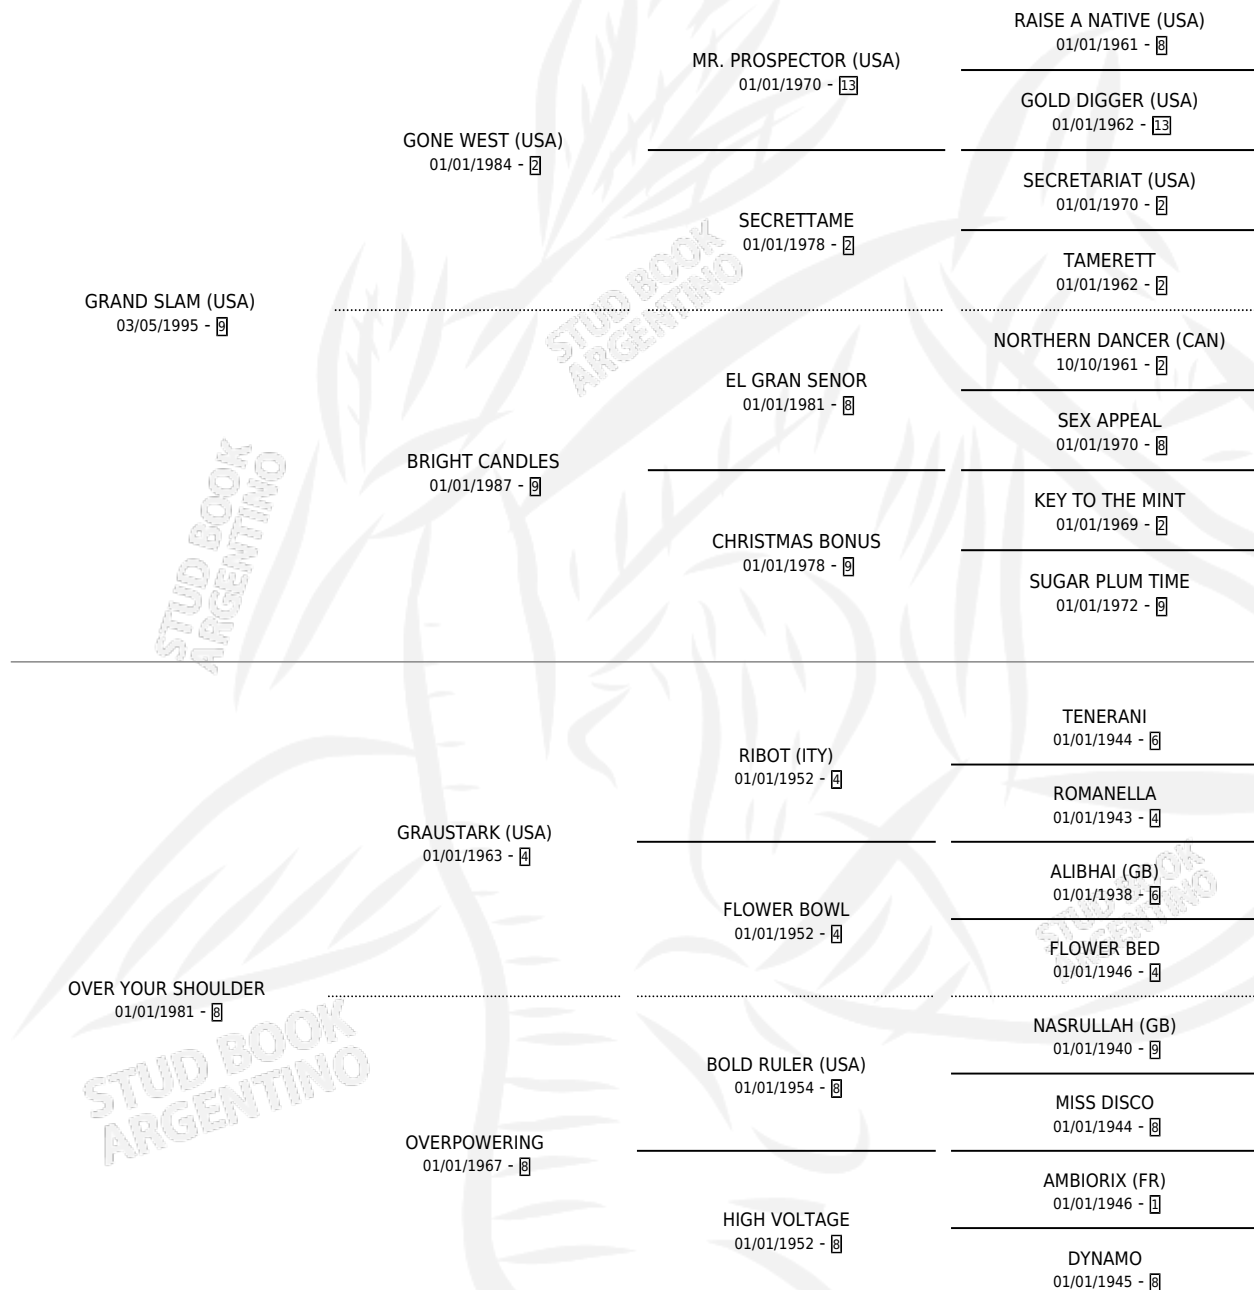 RAISE A NATIVE (USA)
01/01/1961 - 8
MR. PROSPECTOR (USA)
01/01/1970 - 13
GOLD DIGGER (USA)
01/01/1962 - 13
GONE WEST (USA)
01/01/1984 - 2
SECRETARIAT (USA)
01/01/1970 - 2
SECRETTAME
01/01/1978 - 2
TAMERETT
01/01/1962 - 2
GRAND SLAM (USA)
03/05/1995 - 9
STUD BOOK
ARGENTINO
NORTHERN DANCER (CAN)
10/10/1961 - 2
EL GRAN SENOR
01/01/1981 - 8
SEX APPEAL
01/01/1970 - 8
BRIGHT CANDLES
01/01/1987 - 9
KEY TO THE MINT
01/01/1969 - 2
CHRISTMAS BONUS
01/01/1978 - 9
SUGAR PLUM TIME
01/01/1972 - 9
STUD BOOK
ARGENTINO
TENERANI
01/01/1944 - 6
RIBOT (ITY)
01/01/1952 - 4
ROMANELLA
01/01/1943 - 4
GRAUSTARK (USA)
01/01/1963 - 4
ALIBHAI (GB)
01/01/1938 - 6
FLOWER BOWL
01/01/1952 - 4
STUD BOOK
ARGENTINO
FLOWER BED
01/01/1946 - 4
OVER YOUR SHOULDER
01/01/1981 - 8
NASRULLAH (GB)
01/01/1940 - 9
BOLD RULER (USA)
01/01/1954 - 8
STUD BOOK
ARGENTINO
MISS DISCO
01/01/1944 - 8
OVERPOWERING
01/01/1967 - 8
AMBIORIX (FR)
01/01/1946 - 1
HIGH VOLTAGE
01/01/1952 - 8
DYNAMO
01/01/1945 - 8